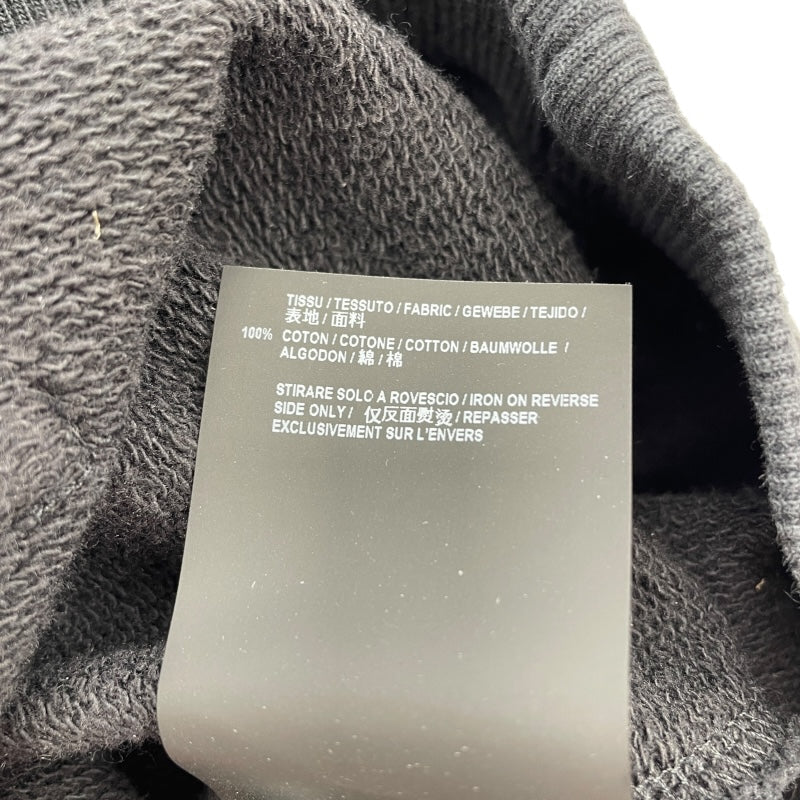 TISSU / TESSUTO / FABRIC / GEWEBE / TEJIDO /
表地 / 面料
100% COTON / COTONE / COTTON / BAUMWOLLE /
ALGODON / 綿 / 棉
STIRARE SOLO A ROVESCIO / IRON ON REVERSE
SIDE ONLY / 仅反面熨烫 / REPASSER
EXCLUSIVEMENT SUR L'ENVERS